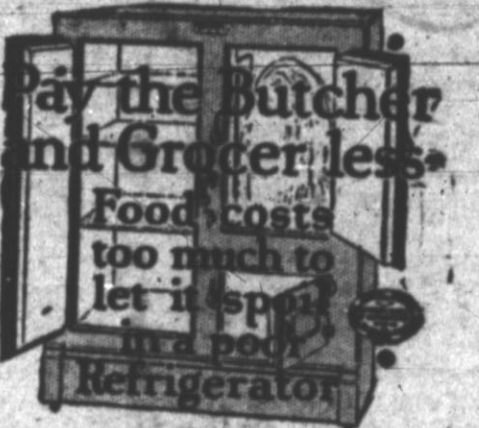 Pay the Butcher
and Grocer less-
Food costs
too much to
let it "spoil"
in a poor
Refrigerator